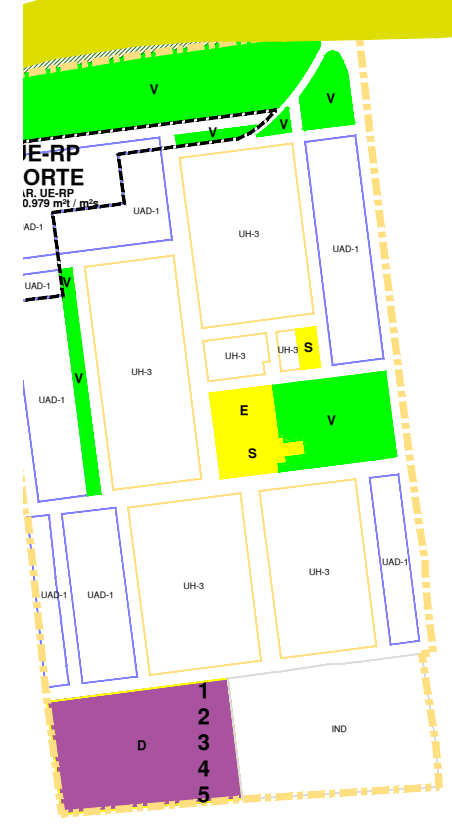 V
V
V
V
UE-RP
ORTE
AR. UE-RP
0.979 m²t / m²s
UAD-1
UAD-1
UH-3
UAD-1
UAD-1
V
UH-3
UH-3
S
UH-3
V
UAD-1
E
V
S
UAD-1
UH-3
UH-3
UAD-1
UAD-1
1
2
D
3
IND
4
5